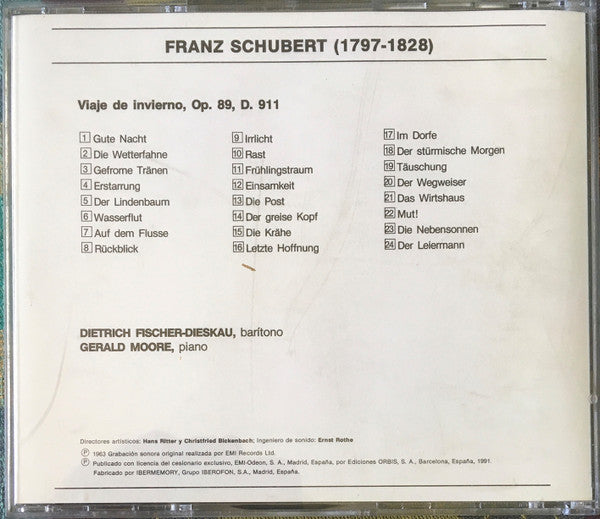 FRANZ SCHUBERT (1797-1828)
Viaje de invierno, Op. 89, D. 911
1 Gute Nacht
2 Die Wetterfahne
3 Gefrome Tränen
4 Erstarrung
5 Der Lindenbaum
6 Wasserflut
7 Auf dem Flusse
8 Rückblick
9 Irrlicht
10 Rast
11 Frühlingstraum
12 Einsamkeit
13 Die Post
14 Der greise Kopf
15 Die Krähe
16 Letzte Hoffnung
17 Im Dorfe
18 Der stürmische Morgen
19 Täuschung
20 Der Wegweiser
21 Das Wirtshaus
22 Mut!
23 Die Nebensonnen
24 Der Leiermann
DIETRICH FISCHER-DIESKAU, barítono
GERALD MOORE, piano
Directores artísticos: Hans Ritter y Christfried Bickenbach; Ingeniero de sonido: Ernst Rothe
℗ 1963 Grabación sonora original realizada por EMI Records Ltd.
℗ Publicado con licencia del cesionario exclusivo, EMI-Odeon, S. A., Madrid, España, por Ediciones ORBIS, S. A., Barcelona, España, 1991.
Fabricado por IBERMEMORY, Grupo IBEROFON, S.A., Madrid, España.